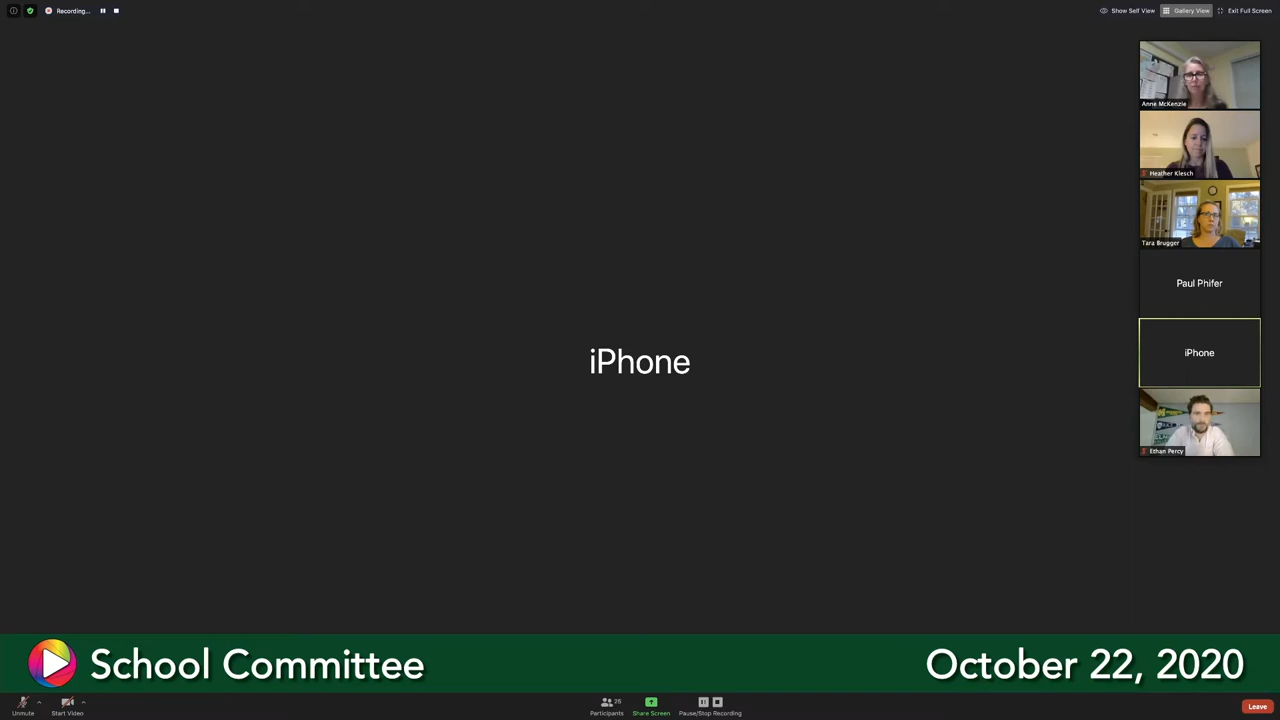 Recording...
Show Self View
Gallery View
Exit Full Screen
Anne McKenzie
Heather Klesch
Tara Brugger
Paul Phifer
iPhone
iPhone
Ethan Percy
School Committee
October 22, 2020
Unmute
Start Video
25
Participants
Share Screen
Pause/Stop Recording
Leave